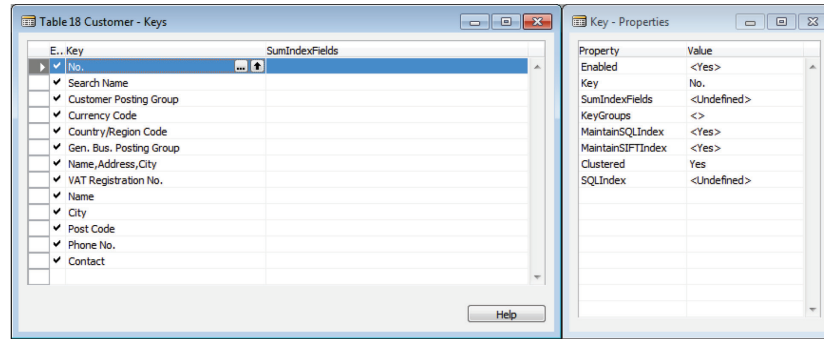 Table 18 Customer - Keys
E.. Key SumIndexFields
No.
Search Name
Customer Posting Group
Currency Code
Country/Region Code
Gen. Bus. Posting Group
Name,Address,City
VAT Registration No.
Name
City
Post Code
Phone No.
Contact
Help
Key - Properties
Property Value
Enabled <Yes>
Key No.
SumIndexFields <Undefined>
KeyGroups <>
MaintainSQLIndex <Yes>
MaintainSIFTIndex <Yes>
Clustered Yes
SQLIndex <Undefined>